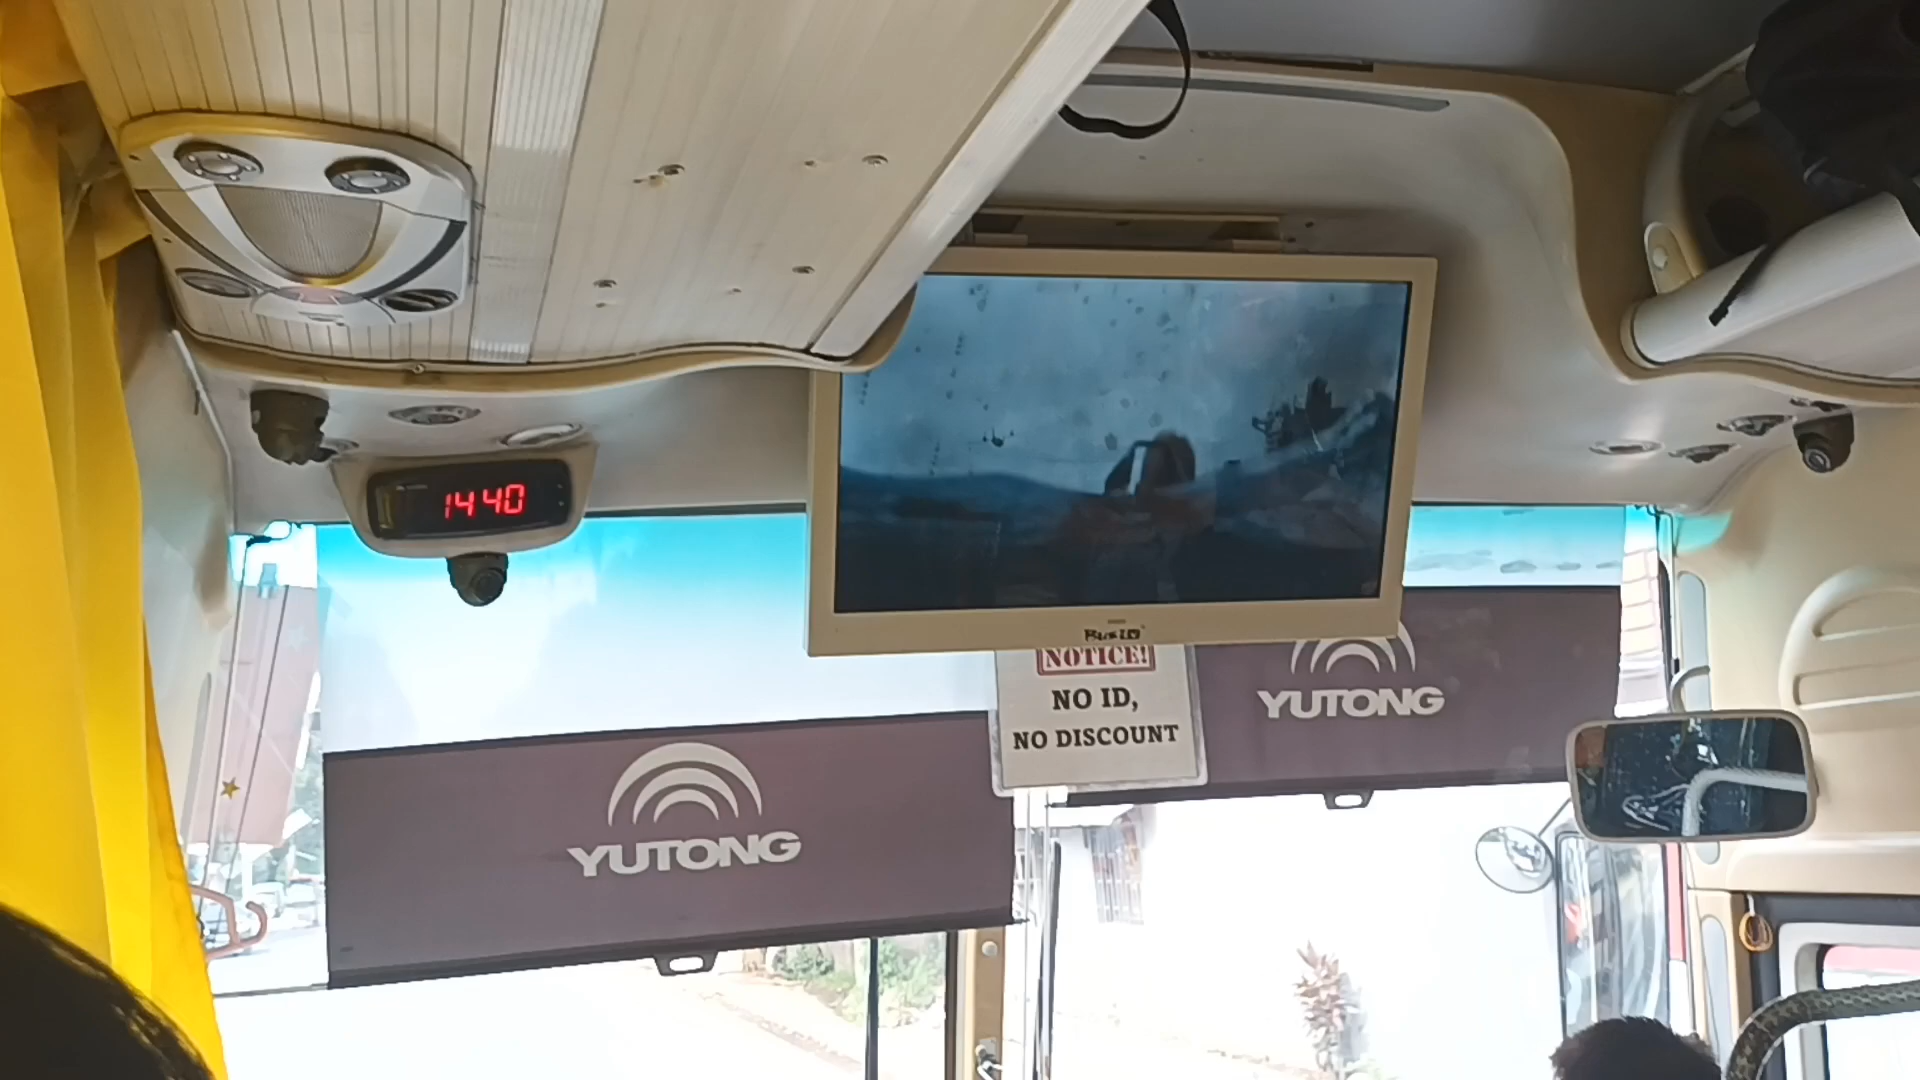 1440
NOTICE!
NO ID,
NO DISCOUNT
YUTONG
YUTONG